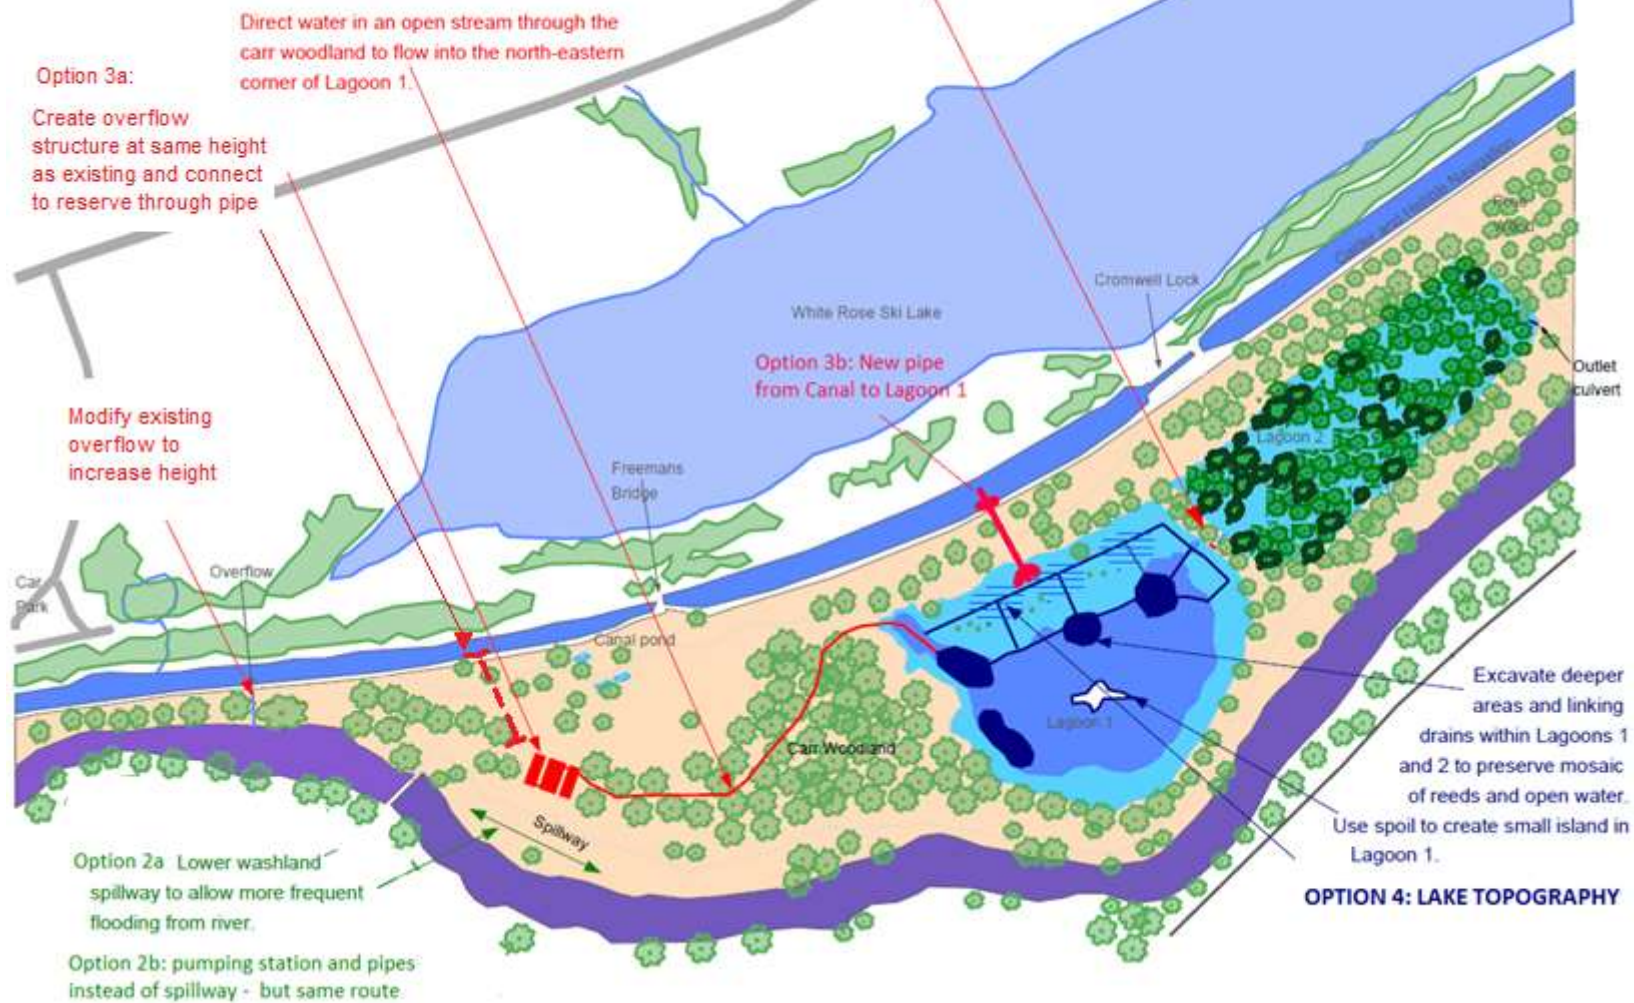 Direct water in an open stream through the
carr woodland to flow into the north-eastern
corner of Lagoon 1.
Option 3a:
Create overflow
structure at same height
as existing and connect
to reserve through pipe
Modify existing
overflow to
increase height
White Rose Ski Lake
Cromwell Lock
Calder and Hebble Navigation
Option 3b: New pipe
from Canal to Lagoon 1
Outlet
culvert
Lagoon 2
Freemans
Bridge
Overflow
Car
Park
Canal pond
Carr Woodland
Lagoon 1
Spillway
Excavate deeper
areas and linking
drains within Lagoons 1
and 2 to preserve mosaic
of reeds and open water.
Use spoil to create small island in
Lagoon 1.
OPTION 4: LAKE TOPOGRAPHY
Option 2a Lower washland
spillway to allow more frequent
flooding from river.
Option 2b: pumping station and pipes
instead of spillway - but same route